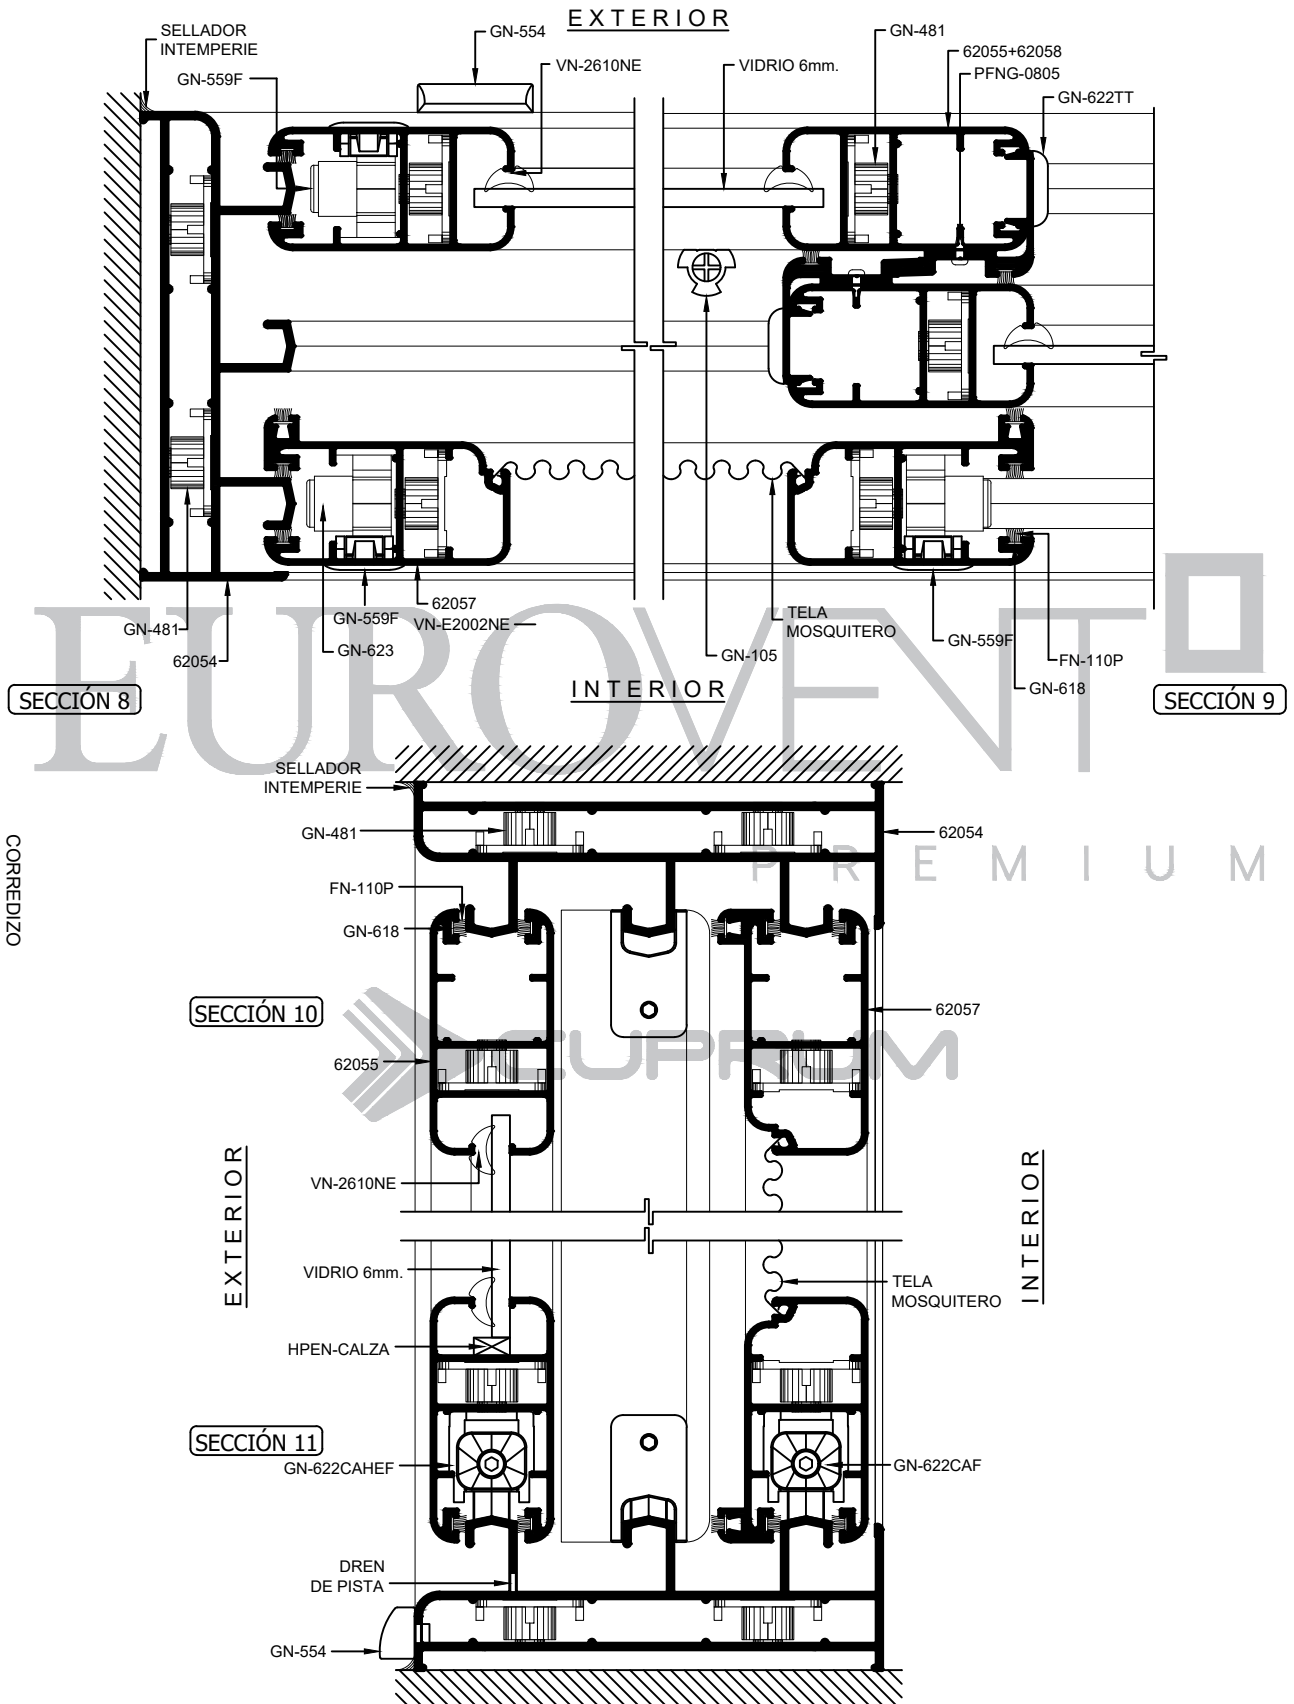 EXTERIOR
SELLADOR
INTEMPERIE
GN-554
GN-481
62055+62058
GN-559F
VN-2610NE
VIDRIO 6mm.
PFNG-0805
GN-622TT
GN-481
62054
GN-559F
62057
VN-E2002NE
GN-623
TELA
MOSQUITERO
GN-105
GN-559F
FN-110P
GN-618
EUROVENT
SECCIÓN 8
INTERIOR
SECCIÓN 9
SELLADOR
INTEMPERIE
GN-481
62054
PREMIUM
FN-110P
GN-618
CORREDIZO
SECCIÓN 10
62057
CUPRUM
62055
EXTERIOR
VN-2610NE
INTERIOR
VIDRIO 6mm.
TELA
MOSQUITERO
HPEN-CALZA
SECCIÓN 11
GN-622CAHEF
GN-622CAF
DREN
DE PISTA
GN-554